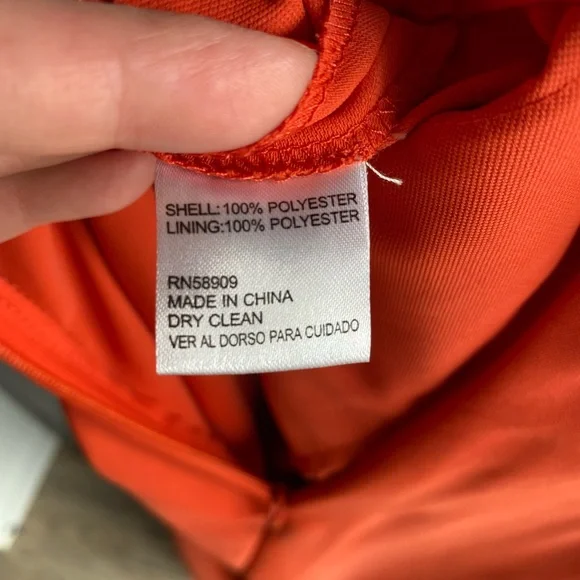 SHELL:100% POLYESTER
LINING:100% POLYESTER
RN58909
MADE IN CHINA
DRY CLEAN
VER AL DORSO PARA CUIDADO